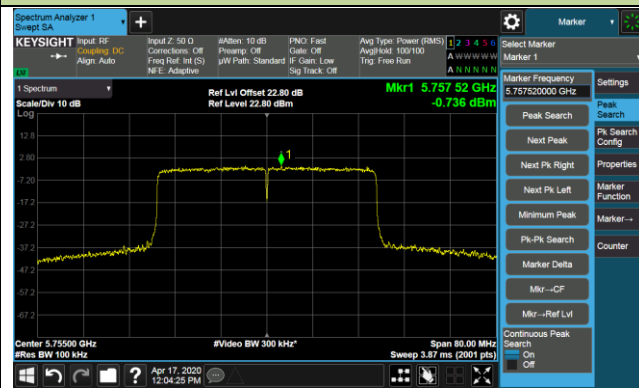 Spectrum Analyzer 1
Swept SA
Marker
KEYSIGHT
Input: RF
Coupling: DC
Align: Auto
Input Z: 50 Ω
Corrections: Off
Freq Ref: Int (S)
NFE: Adaptive
#Atten: 10 dB
Preamp: Off
µW Path: Standard
PNO: Fast
Gate: Off
IF Gain: Low
Sig Track: Off
Avg Type: Power (RMS)
Avg|Hold: 100/100
Trig: Free Run
1 2 3 4 5 6
A W W W W W
A N N N N N
LXI
Select Marker
Marker 1
1 Spectrum
Scale/Div 10 dB
Log
Ref Lvl Offset 22.80 dB
Ref Level 22.80 dBm
Mkr1 5.757 52 GHz
-0.736 dBm
12.8
2.80
-7.20
-17.2
-27.2
-37.2
-47.2
-57.2
-67.2
1
Center 5.75500 GHz
#Res BW 100 kHz
#Video BW 300 kHz*
Span 80.00 MHz
Sweep 3.87 ms (2001 pts)
Marker Frequency
5.757520000 GHz
Peak Search
Next Peak
Next Pk Right
Next Pk Left
Minimum Peak
Pk-Pk Search
Marker Delta
Mkr→CF
Mkr→Ref Lvl
Continuous Peak
Search
On
Off
Settings
Peak
Search
Pk Search
Config
Properties
Marker
Function
Marker→
Counter
?
Apr 17, 2020
12:04:25 PM